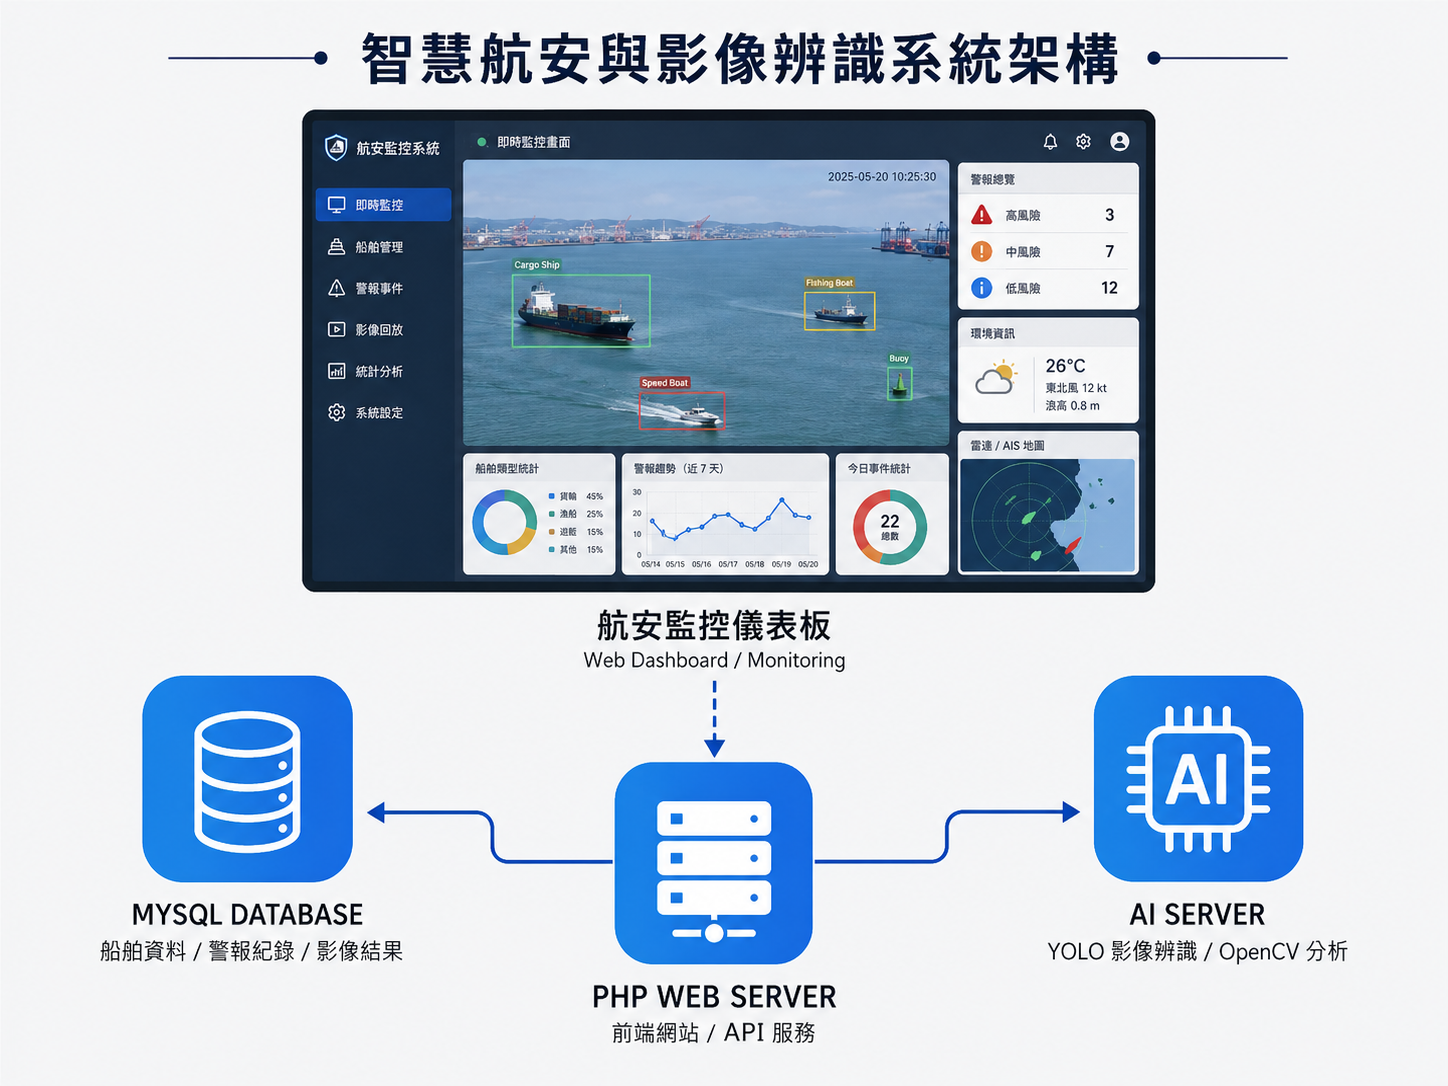 智慧航安與影像辨識系統架構
航安監控系統
即時監控畫面
即時監控
船舶管理
警報事件
影像回放
統計分析
系統設定
2025-05-20 10:25:30
Cargo Ship
Fishing Boat
Buoy
Speed Boat
警報總覽
高風險 3
中風險 7
低風險 12
環境資訊
26°C
東北風 12 kt
浪高 0.8 m
雷達 / AIS 地圖
船舶類型統計
貨輪 45%
漁船 25%
遊艇 15%
其他 15%
警報趨勢（近 7 天）
30
20
10
0
05/14 05/15 05/16 05/17 05/18 05/19 05/20
今日事件統計
22
總數
航安監控儀表板
Web Dashboard / Monitoring
MYSQL DATABASE
船舶資料 / 警報紀錄 / 影像結果
AI
AI SERVER
YOLO 影像辨識 / OpenCV 分析
PHP WEB SERVER
前端網站 / API 服務